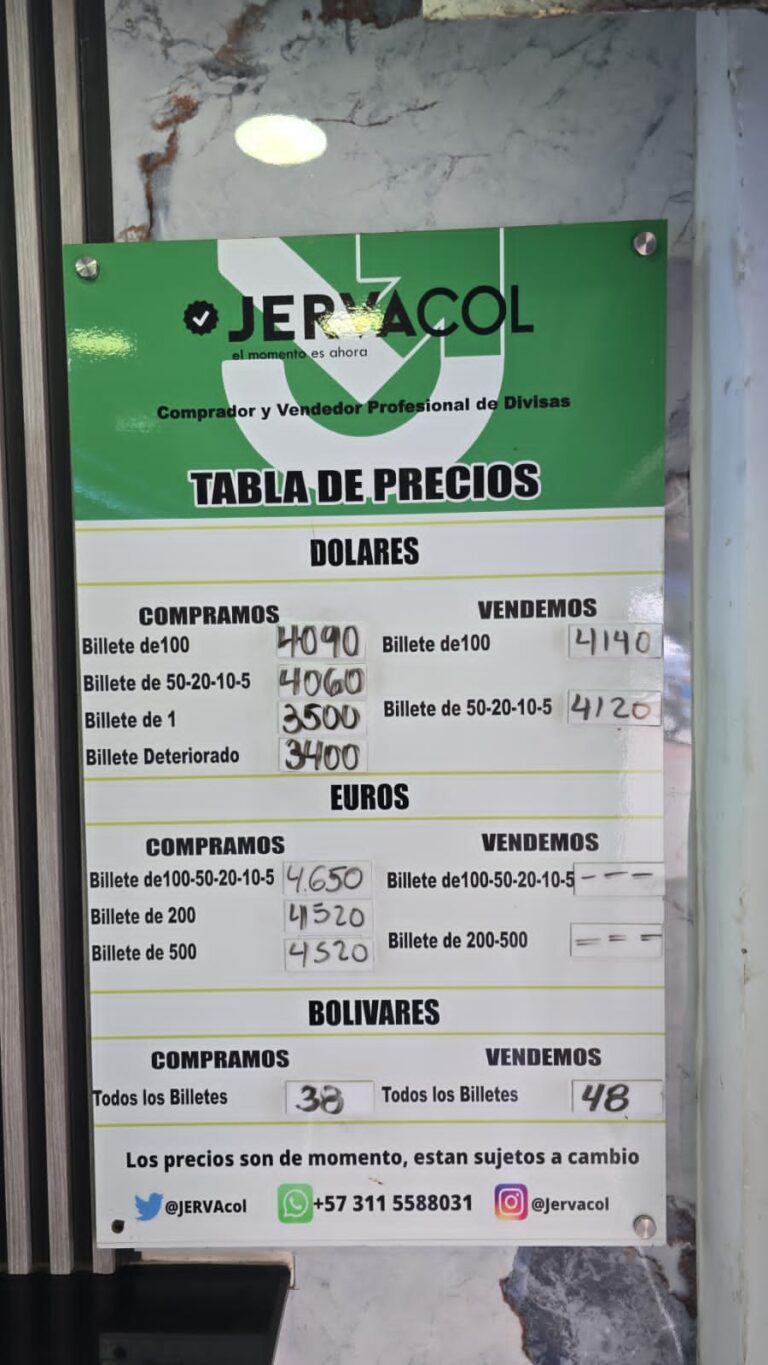 JERVACOL
el momento es ahora
Comprador y Vendedor Profesional de Divisas
TABLA DE PRECIOS
DOLARES
COMPRAMOS VENDEMOS
Billete de100 4090 Billete de100 4140
Billete de 50-20-10-5 4060
Billete de 50-20-10-5 4120
Billete de 1 3500
Billete Deteriorado 3400
EUROS
COMPRAMOS VENDEMOS
Billete de100-50-20-10-5 4.650 Billete de100-50-20-10-5 ---
Billete de 200 4520
Billete de 200-500 ---
Billete de 500 4520
BOLIVARES
COMPRAMOS VENDEMOS
Todos los Billetes 38 Todos los Billetes 48
Los precios son de momento, estan sujetos a cambio
@JERVAcol +57 311 5588031 @Jervacol